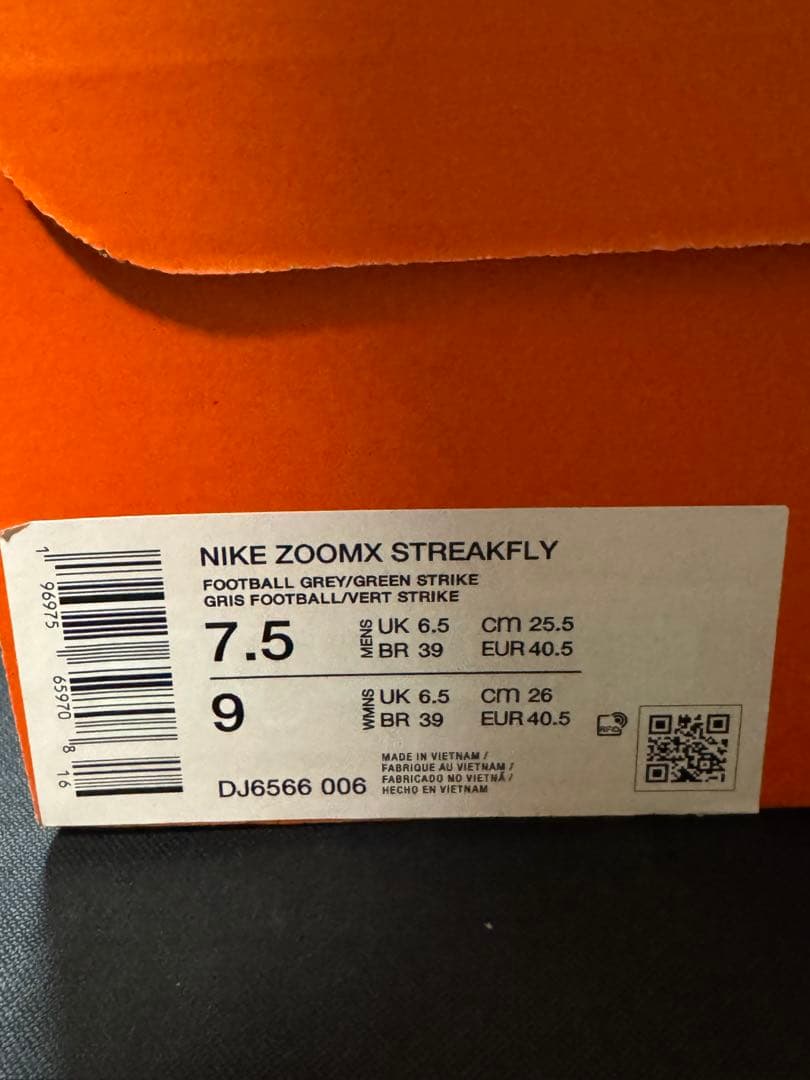 NIKE ZOOMX STREAKFLY
FOOTBALL GREY/GREEN STRIKE
GRIS FOOTBALL/VERT STRIKE
7.5 MENS UK 6.5 cm 25.5
BR 39 EUR 40.5
9 WMNS UK 6.5 cm 26
BR 39 EUR 40.5
RFID
DJ6566 006
MADE IN VIETNAM /
FABRIQUE AU VIETNAM /
FABRICADO NO VIETNÃ /
HECHO EN VIETNAM
1 96975 65970 8 16